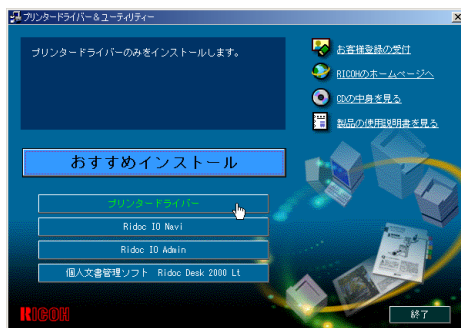 プリンタードライバー＆ユーティリティー
プリンタードライバーのみをインストールします。
お客様登録の受付
RICOHのホームページへ
CDの中身を見る
製品の使用説明書を見る
おすすめインストール
プリンタードライバー
Ridoc IO Navi
Ridoc IO Admin
個人文書管理ソフト Ridoc Desk 2000 Lt
RICOH
終了